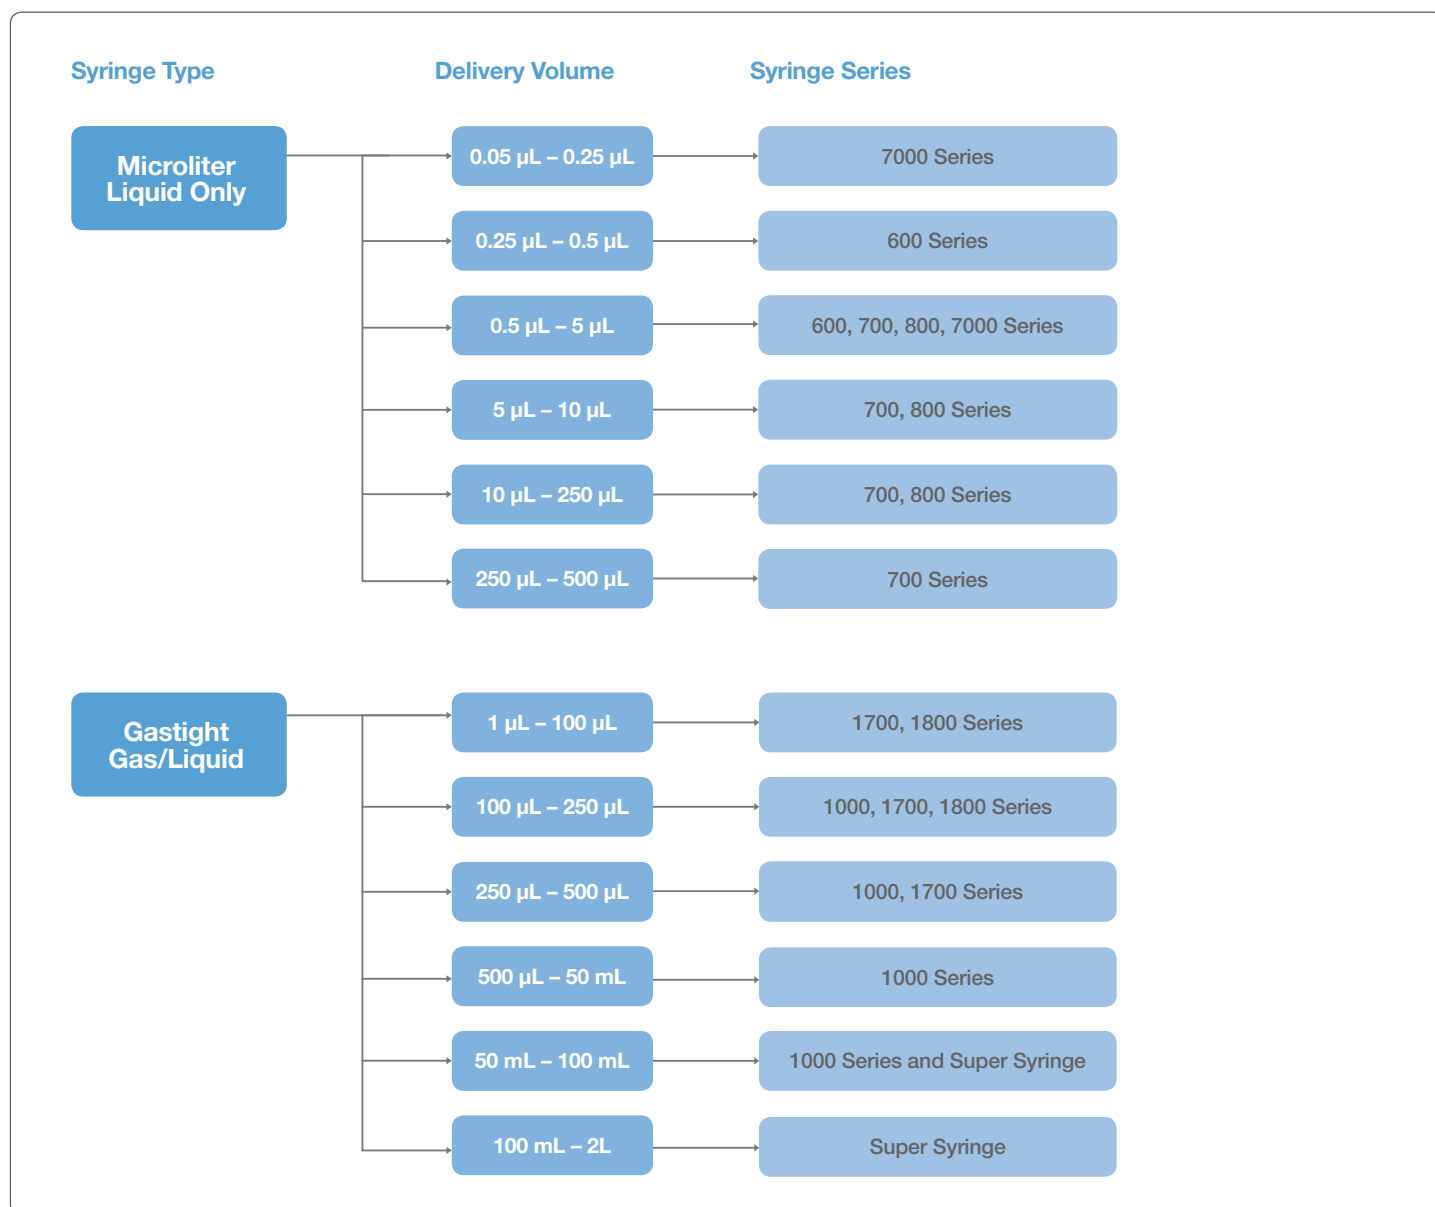 Syringe Type
Delivery Volume
Syringe Series
Microliter
Liquid Only
0.05 µL – 0.25 µL
7000 Series
0.25 µL – 0.5 µL
600 Series
0.5 µL – 5 µL
600, 700, 800, 7000 Series
5 µL – 10 µL
700, 800 Series
10 µL – 250 µL
700, 800 Series
250 µL – 500 µL
700 Series
Gastight
Gas/Liquid
1 µL – 100 µL
1700, 1800 Series
100 µL – 250 µL
1000, 1700, 1800 Series
250 µL – 500 µL
1000, 1700 Series
500 µL – 50 mL
1000 Series
50 mL – 100 mL
1000 Series and Super Syringe
100 mL – 2L
Super Syringe